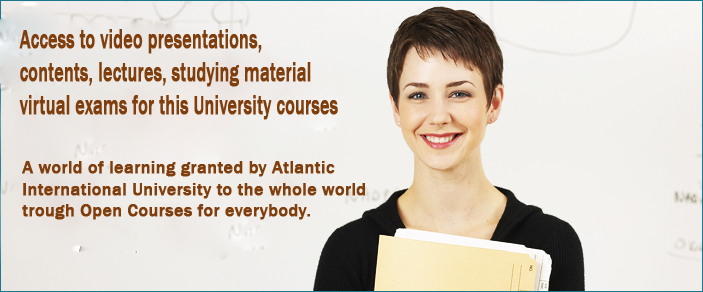 Access to video presentations,
contents, lectures, studying material
virtual exams for this University courses
A world of learning granted by Atlantic
International University to the whole world
trough Open Courses for everybody.